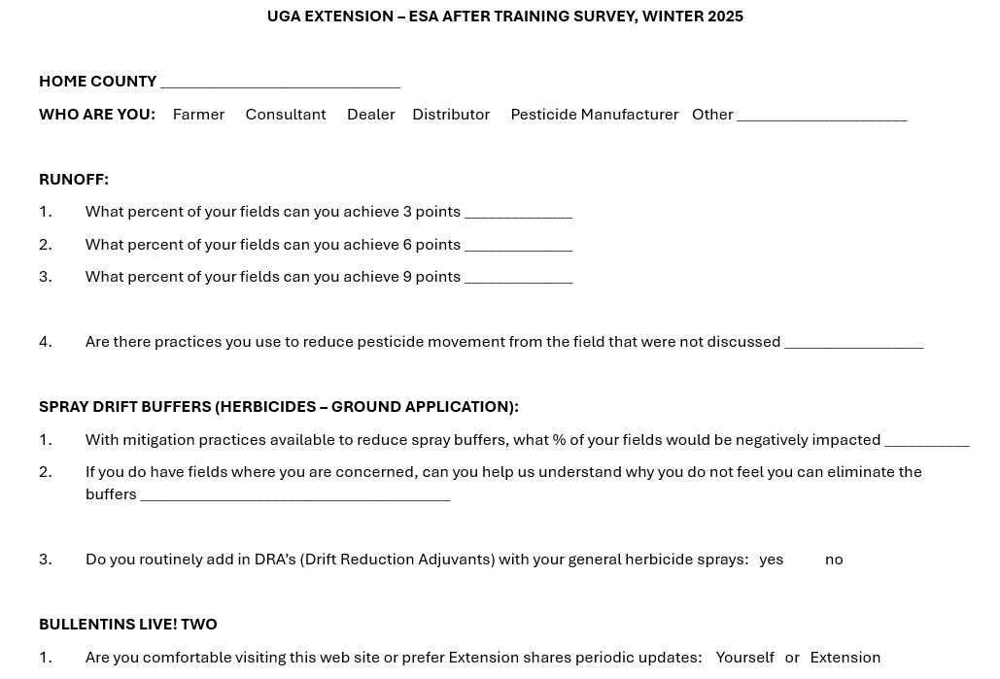 UGA EXTENSION – ESA AFTER TRAINING SURVEY, WINTER 2025
HOME COUNTY _______________________________
WHO ARE YOU: Farmer Consultant Dealer Distributor Pesticide Manufacturer Other ______________________
RUNOFF:
1. What percent of your fields can you achieve 3 points ______________
2. What percent of your fields can you achieve 6 points ______________
3. What percent of your fields can you achieve 9 points ______________
4. Are there practices you use to reduce pesticide movement from the field that were not discussed __________________
SPRAY DRIFT BUFFERS (HERBICIDES – GROUND APPLICATION):
1. With mitigation practices available to reduce spray buffers, what % of your fields would be negatively impacted ___________
2. If you do have fields where you are concerned, can you help us understand why you do not feel you can eliminate the
buffers ________________________________________
3. Do you routinely add in DRA’s (Drift Reduction Adjuvants) with your general herbicide sprays: yes no
BULLENTINS LIVE! TWO
1. Are you comfortable visiting this web site or prefer Extension shares periodic updates: Yourself or Extension